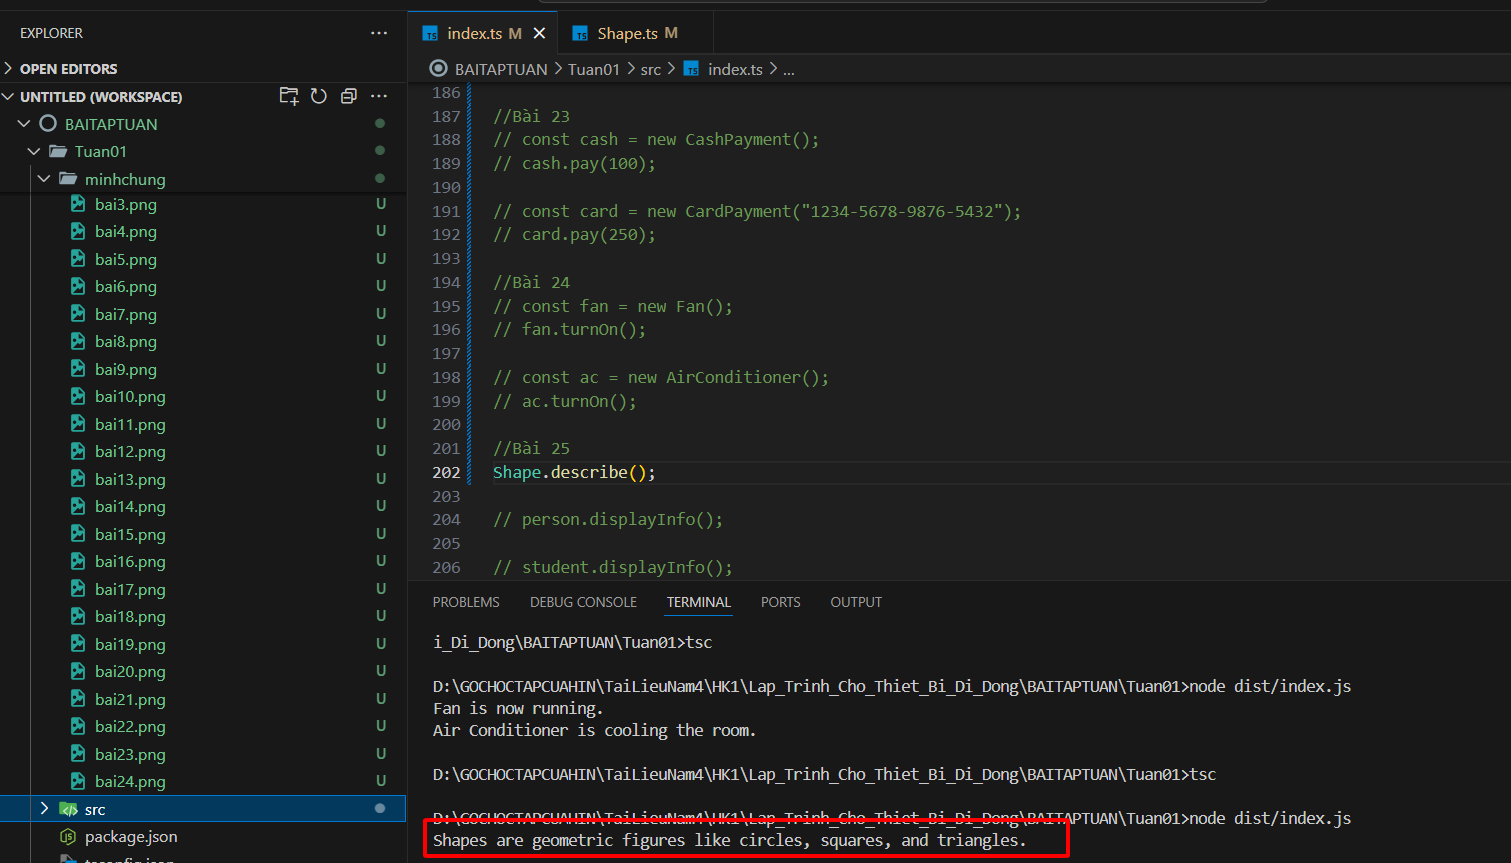 EXPLORER
OPEN EDITORS
UNTITLED (WORKSPACE)
BAITAPTUAN
Tuan01
minhchung
bai3.png U
bai4.png U
bai5.png U
bai6.png U
bai7.png U
bai8.png U
bai9.png U
bai10.png U
bai11.png U
bai12.png U
bai13.png U
bai14.png U
bai15.png U
bai16.png U
bai17.png U
bai18.png U
bai19.png U
bai20.png U
bai21.png U
bai22.png U
bai23.png U
bai24.png U
src
package.json
tsconfig.json
TS index.ts M
TS Shape.ts M
BAITAPTUAN > Tuan01 > src > TS index.ts > ...
186
187 //Bài 23
188 // const cash = new CashPayment();
189 // cash.pay(100);
190
191 // const card = new CardPayment("1234-5678-9876-5432");
192 // card.pay(250);
193
194 //Bài 24
195 // const fan = new Fan();
196 // fan.turnOn();
197
198 // const ac = new AirConditioner();
199 // ac.turnOn();
200
201 //Bài 25
202 Shape.describe();
203
204 // person.displayInfo();
205
206 // student.displayInfo();
PROBLEMS DEBUG CONSOLE TERMINAL PORTS OUTPUT
i_Di_Dong\BAITAPTUAN\Tuan01>tsc
D:\GOCHOCTAPCUAHIN\TaiLieuNam4\HK1\Lap_Trinh_Cho_Thiet_Bi_Di_Dong\BAITAPTUAN\Tuan01>node dist/index.js
Fan is now running.
Air Conditioner is cooling the room.
D:\GOCHOCTAPCUAHIN\TaiLieuNam4\HK1\Lap_Trinh_Cho_Thiet_Bi_Di_Dong\BAITAPTUAN\Tuan01>tsc
D:\GOCHOCTAPCUAHIN\TaiLieuNam4\HK1\Lap_Trinh_Cho_Thiet_Bi_Di_Dong\BAITAPTUAN\Tuan01>node dist/index.js
Shapes are geometric figures like circles, squares, and triangles.